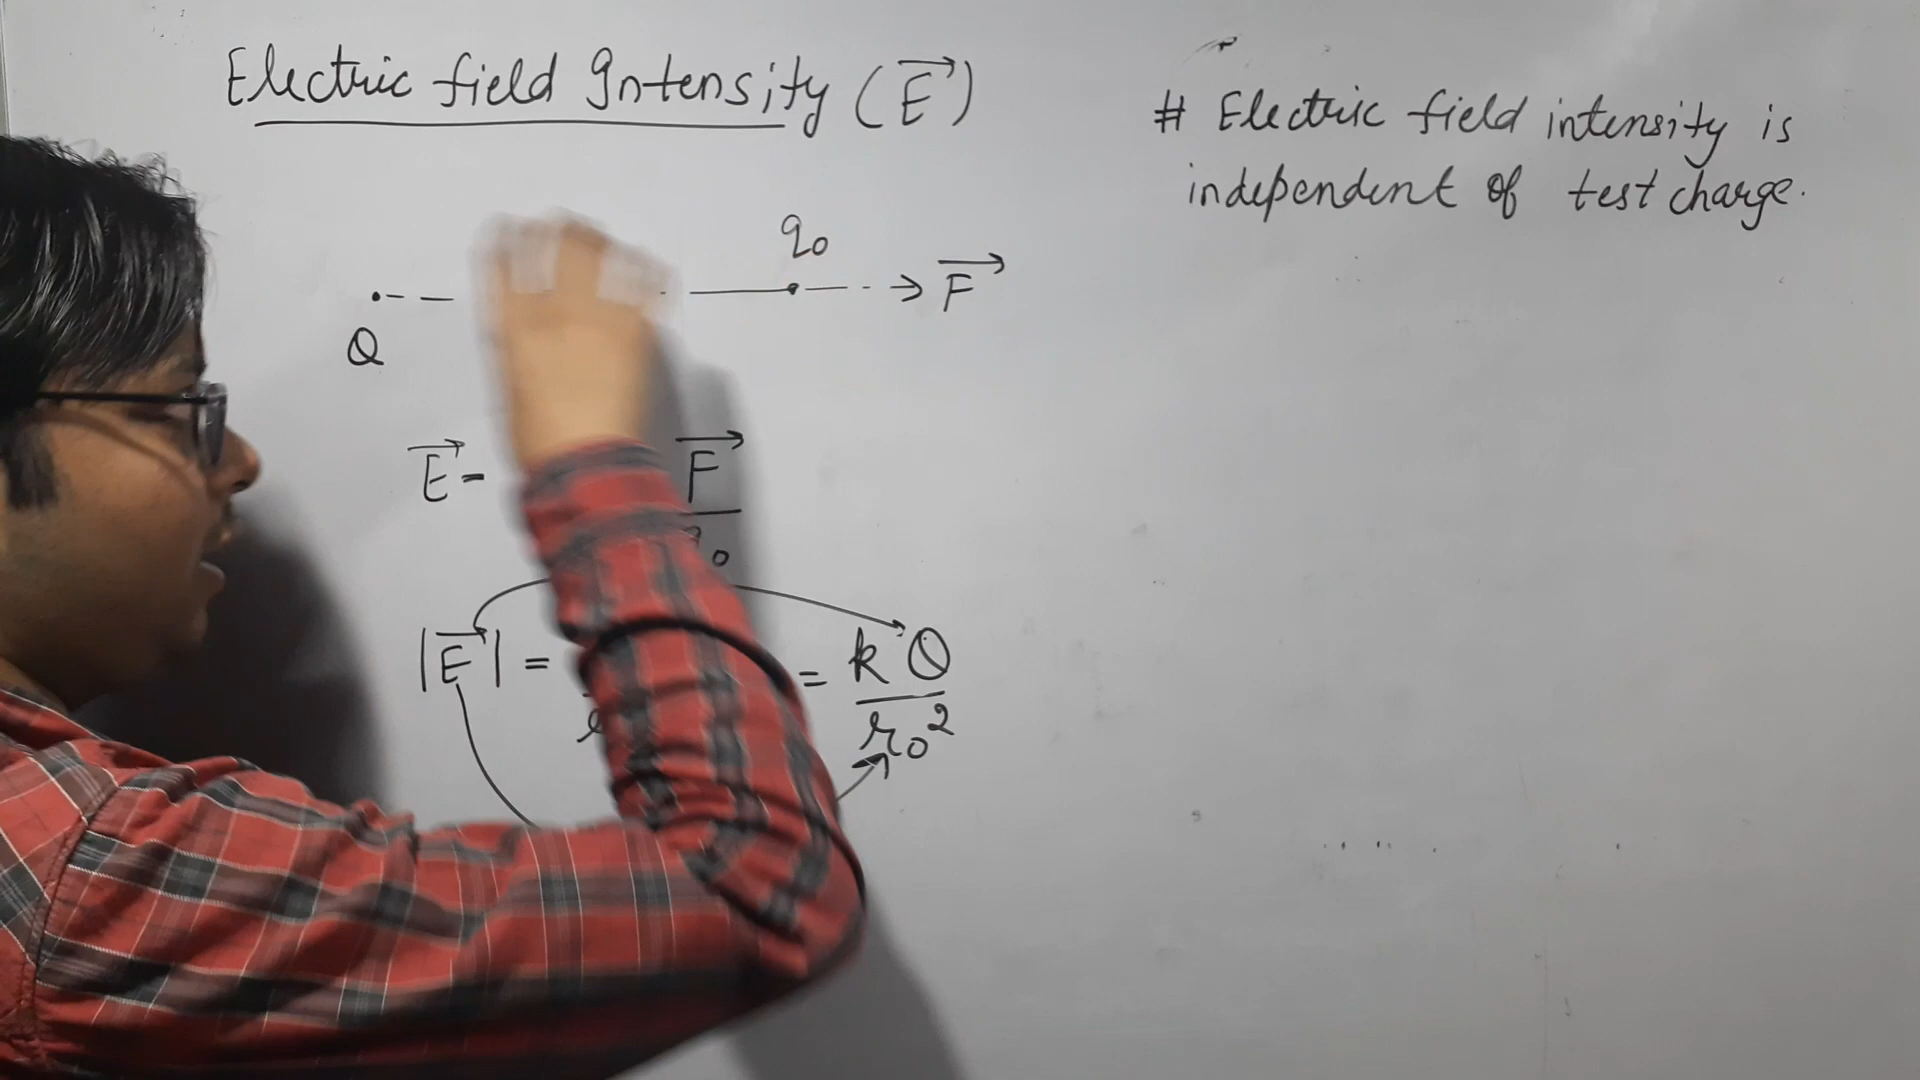 Electric field Intensity (E⃗)
# Electric field intensity is
independent of test charge.
q₀
F⃗
Q
E⃗ =
F⃗
|E⃗| = = kQ
r₀²